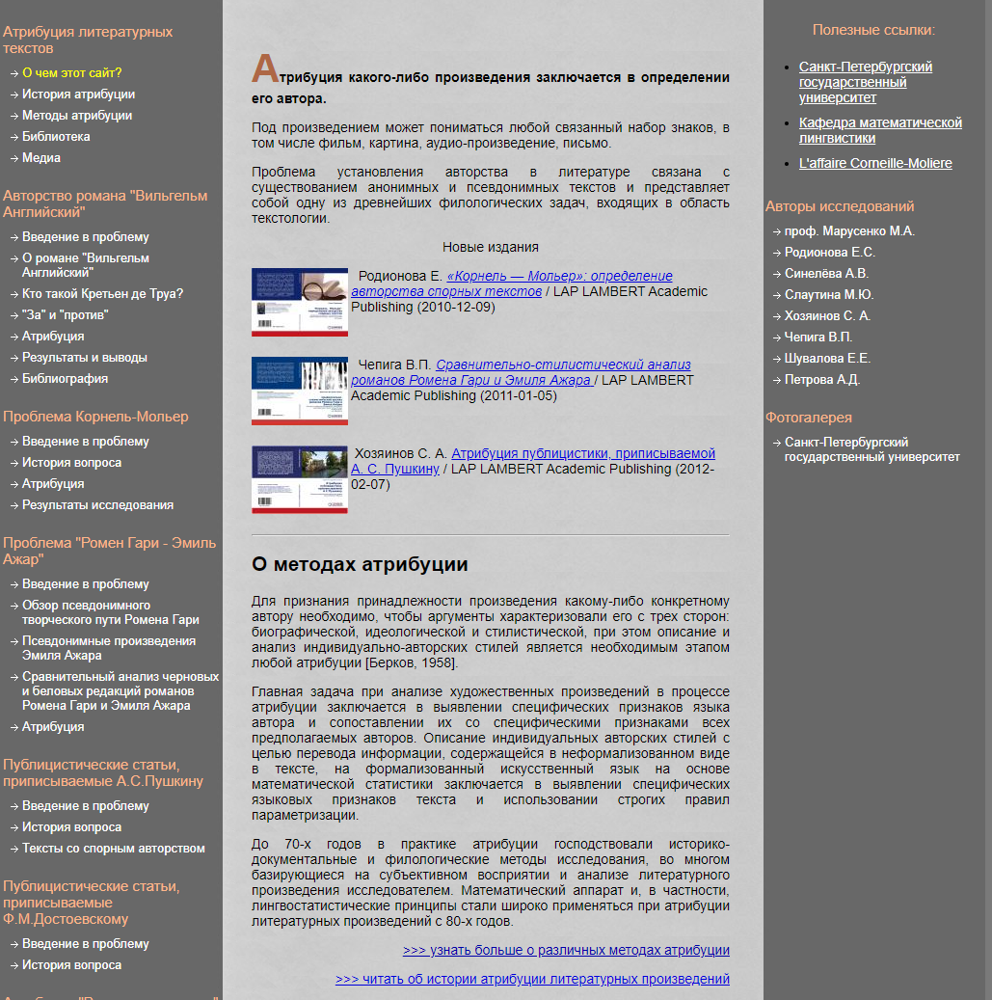 Атрибуция литературных
текстов
О чем этот сайт?
История атрибуции
Методы атрибуции
Библиотека
Медиа
Авторство романа "Вильгельм
Английский"
Введение в проблему
О романе "Вильгельм
Английский"
Кто такой Кретьен де Труа?
"За" и "против"
Атрибуция
Результаты и выводы
Библиография
Проблема Корнель-Мольер
Введение в проблему
История вопроса
Атрибуция
Результаты исследования
Проблема "Ромен Гари - Эмиль
Ажар"
Введение в проблему
Обзор псевдонимного
творческого пути Ромена Гари
Псевдонимные произведения
Эмиля Ажара
Сравнительный анализ черновых
и беловых редакций романов
Ромена Гари и Эмиля Ажара
Атрибуция
Публицистические статьи,
приписываемые А.С.Пушкину
Введение в проблему
История вопроса
Тексты со спорным авторством
Публицистические статьи,
приписываемые
Ф.М.Достоевскому
Введение в проблему
История вопроса
Атрибуция какого-либо произведения заключается в определении
его автора.
Под произведением может пониматься любой связанный набор знаков, в
том числе фильм, картина, аудио-произведение, письмо.
Проблема установления авторства в литературе связана с
существованием анонимных и псевдонимных текстов и представляет
собой одну из древнейших филологических задач, входящих в область
текстологии.
Новые издания
Родионова Е. «Корнель — Мольер»: определение
авторства спорных текстов / LAP LAMBERT Academic
Publishing (2010-12-09)
Чепига В.П. Сравнительно-стилистический анализ
романов Ромена Гари и Эмиля Ажара / LAP LAMBERT
Academic Publishing (2011-01-05)
Хозяинов С. А. Атрибуция публицистики, приписываемой
А. С. Пушкину / LAP LAMBERT Academic Publishing (2012-
02-07)
О методах атрибуции
Для признания принадлежности произведения какому-либо конкретному
автору необходимо, чтобы аргументы характеризовали его с трех сторон:
биографической, идеологической и стилистической, при этом описание и
анализ индивидуально-авторских стилей является необходимым этапом
любой атрибуции [Берков, 1958].
Главная задача при анализе художественных произведений в процессе
атрибуции заключается в выявлении специфических признаков языка
автора и сопоставлении их со специфическими признаками всех
предполагаемых авторов. Описание индивидуальных авторских стилей с
целью перевода информации, содержащейся в неформализованном виде
в тексте, на формализованный искусственный язык на основе
математической статистики заключается в выявлении специфических
языковых признаков текста и использовании строгих правил
параметризации.
До 70-х годов в практике атрибуции господствовали историко-
документальные и филологические методы исследования, во многом
базирующиеся на субъективном восприятии и анализе литературного
произведения исследователем. Математический аппарат и, в частности,
лингвостатистические принципы стали широко применяться при атрибуции
литературных произведений с 80-х годов.
>>> узнать больше о различных методах атрибуции
>>> читать об истории атрибуции литературных произведений
Полезные ссылки:
Санкт-Петербургский
государственный
университет
Кафедра математической
лингвистики
L'affaire Corneille-Moliere
Авторы исследований
проф. Марусенко М.А.
Родионова Е.С.
Синелёва А.В.
Слаутина М.Ю.
Хозяинов С. А.
Чепига В.П.
Шувалова Е.Е.
Петрова А.Д.
Фотогалерея
Санкт-Петербургский
государственный университет